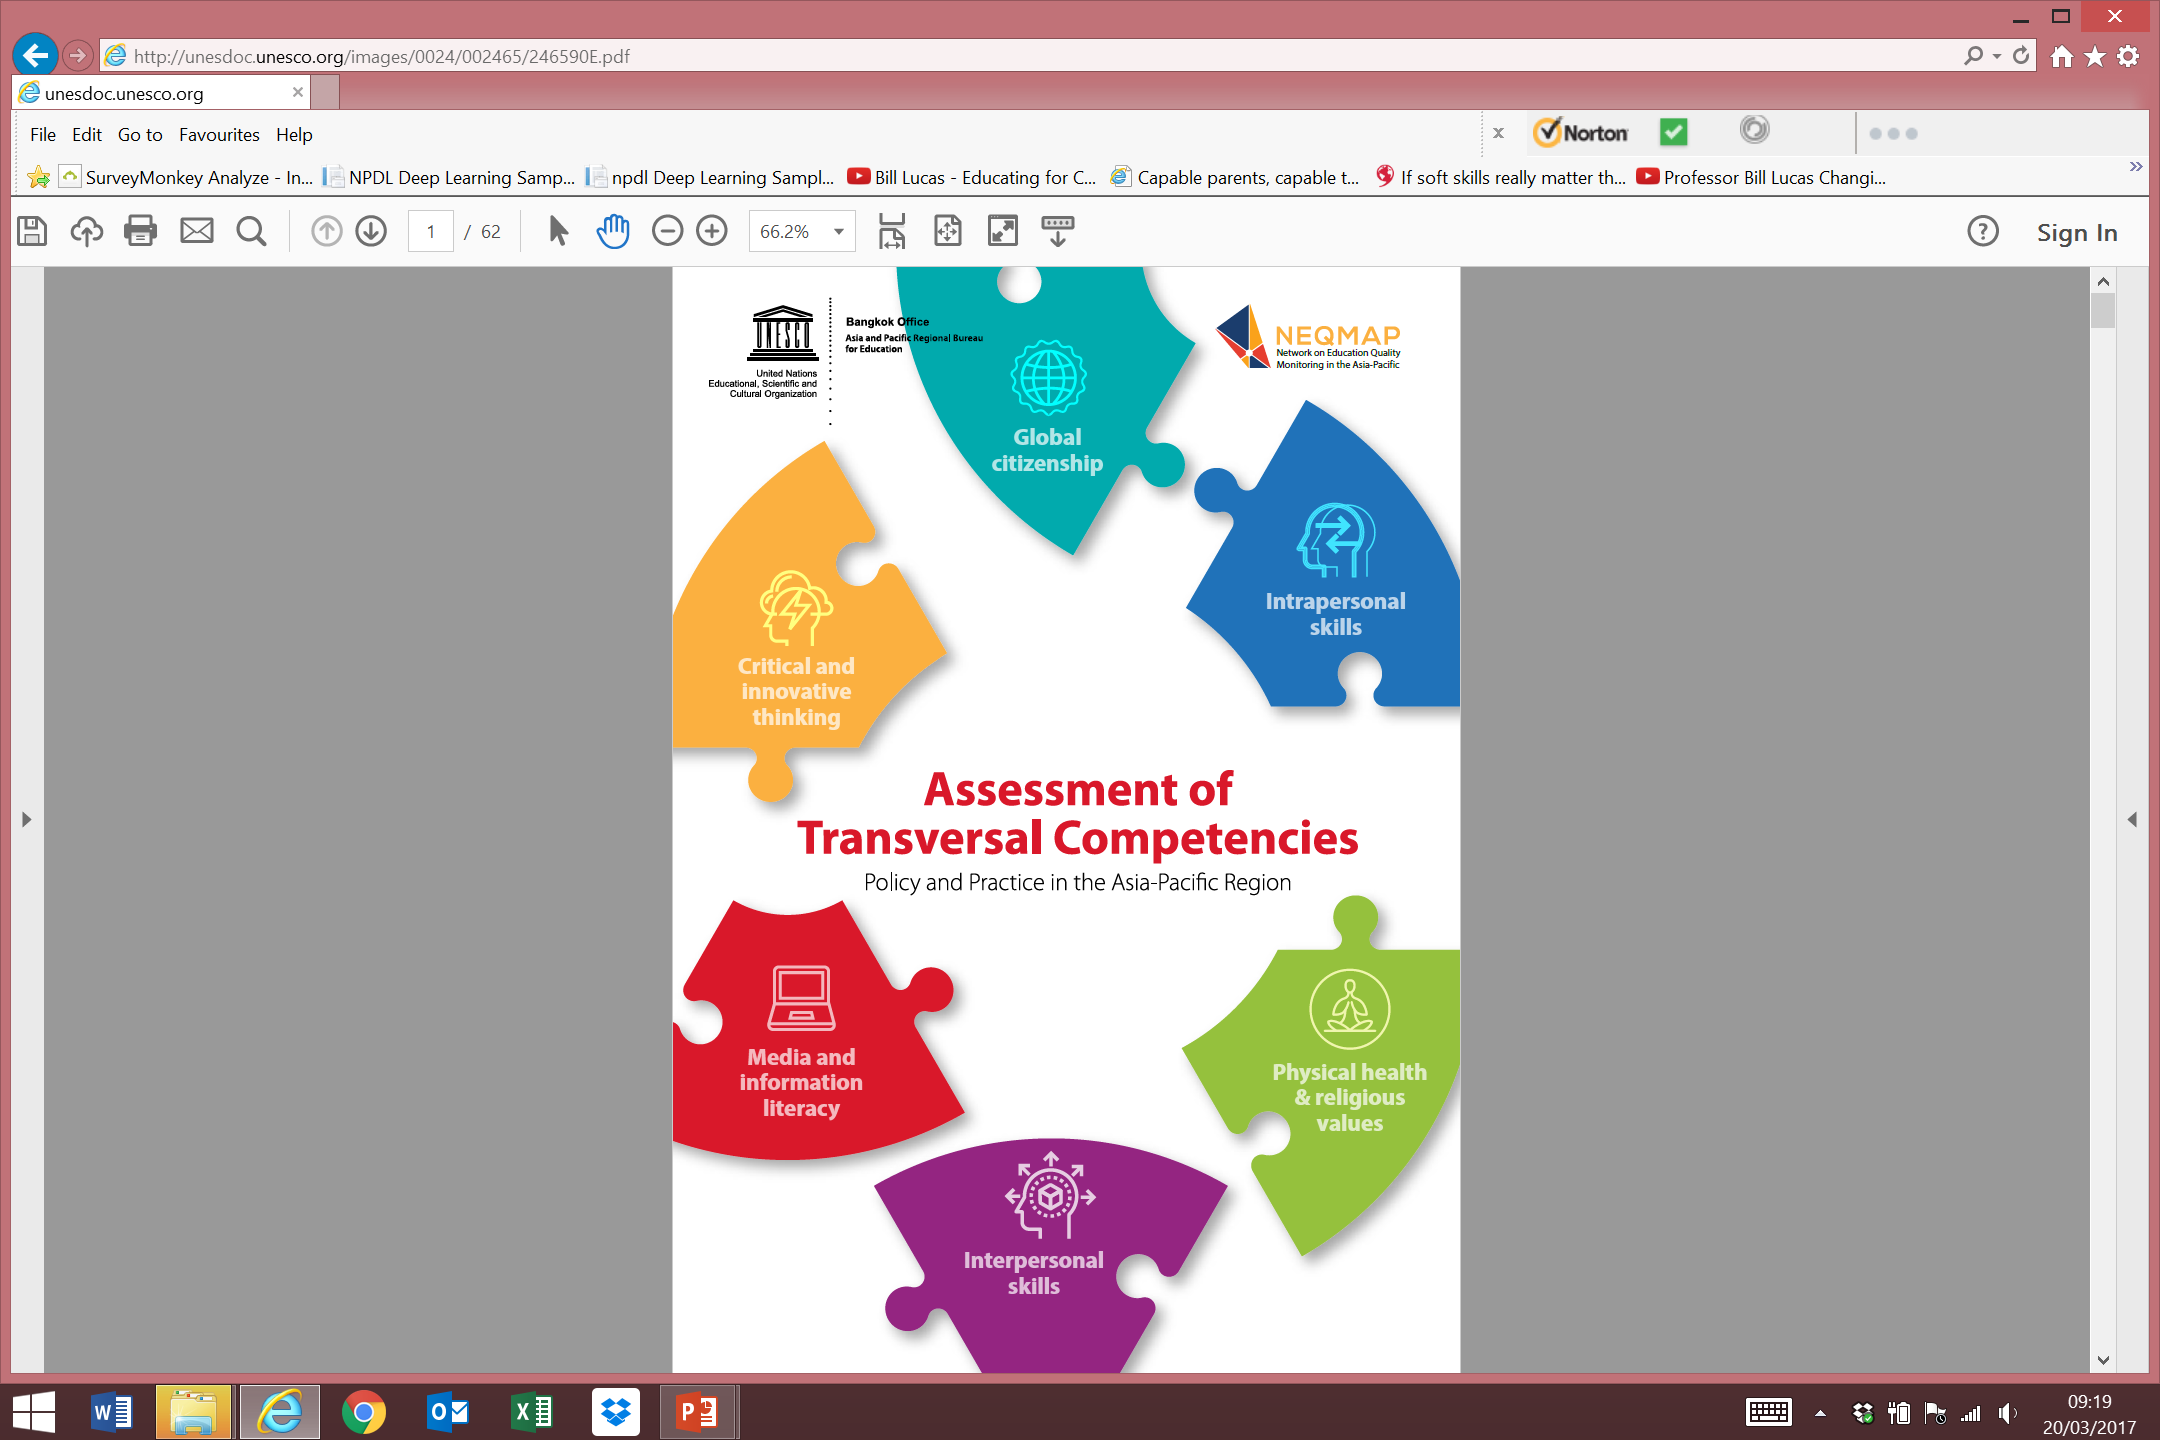 http://unesdoc.unesco.org/images/0024/002465/246590E.pdf
unesdoc.unesco.org
File Edit Go to Favourites Help
Norton
SurveyMonkey Analyze - In... NPDL Deep Learning Samp... npdl Deep Learning Sampl... Bill Lucas - Educating for C... Capable parents, capable t... If soft skills really matter th... Professor Bill Lucas Changi...
1 / 62
66.2%
Sign In
UNESCO
United Nations
Educational, Scientific and
Cultural Organization
Bangkok Office
Asia and Pacific Regional Bureau
for Education
NEQMAP
Network on Education Quality
Monitoring in the Asia-Pacific
Global
citizenship
Intrapersonal
skills
Critical and
innovative
thinking
Assessment of
Transversal Competencies
Policy and Practice in the Asia-Pacific Region
Media and
information
literacy
Physical health
& religious
values
Interpersonal
skills
09:19
20/03/2017